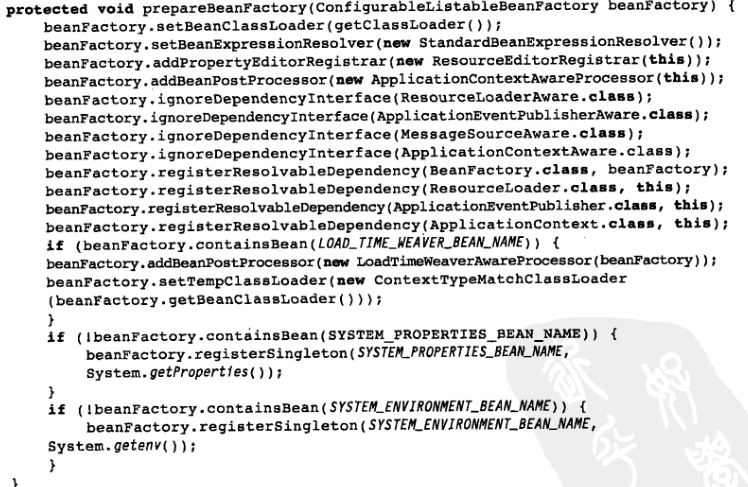 protected void prepareBeanFactory(ConfigurableListableBeanFactory beanFactory) {
beanFactory.setBeanClassLoader(getClassLoader());
beanFactory.setBeanExpressionResolver(new StandardBeanExpressionResolver());
beanFactory.addPropertyEditorRegistrar(new ResourceEditorRegistrar(this));
beanFactory.addBeanPostProcessor(new ApplicationContextAwareProcessor(this));
beanFactory.ignoreDependencyInterface(ResourceLoaderAware.class);
beanFactory.ignoreDependencyInterface(ApplicationEventPublisherAware.class);
beanFactory.ignoreDependencyInterface(MessageSourceAware.class);
beanFactory.ignoreDependencyInterface(ApplicationContextAware.class);
beanFactory.registerResolvableDependency(BeanFactory.class, beanFactory);
beanFactory.registerResolvableDependency(ResourceLoader.class, this);
beanFactory.registerResolvableDependency(ApplicationEventPublisher.class, this);
beanFactory.registerResolvableDependency(ApplicationContext.class, this);
if (beanFactory.containsBean(LOAD_TIME_WEAVER_BEAN_NAME)) {
beanFactory.addBeanPostProcessor(new LoadTimeWeaverAwareProcessor(beanFactory));
beanFactory.setTempClassLoader(new ContextTypeMatchClassLoader
(beanFactory.getBeanClassLoader()));
}
if (!beanFactory.containsBean(SYSTEM_PROPERTIES_BEAN_NAME)) {
beanFactory.registerSingleton(SYSTEM_PROPERTIES_BEAN_NAME,
System.getProperties());
}
if (!beanFactory.containsBean(SYSTEM_ENVIRONMENT_BEAN_NAME)) {
beanFactory.registerSingleton(SYSTEM_ENVIRONMENT_BEAN_NAME,
System.getenv());
}
}